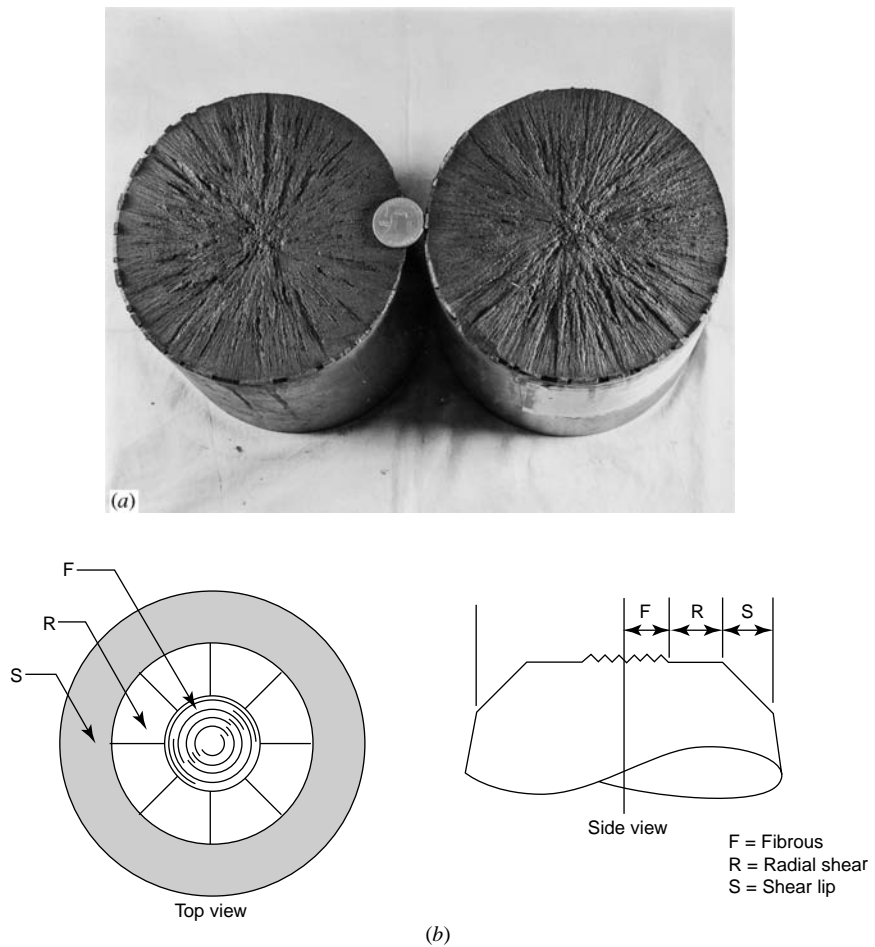 (a)
F
R
S
Top view
F R S
Side view
F = Fibrous
R = Radial shear
S = Shear lip
(b)